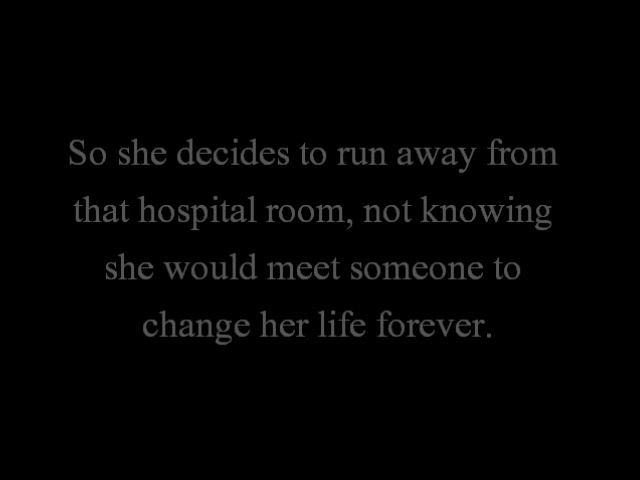 So she decides to run away from
that hospital room, not knowing
she would meet someone to
change her life forever.